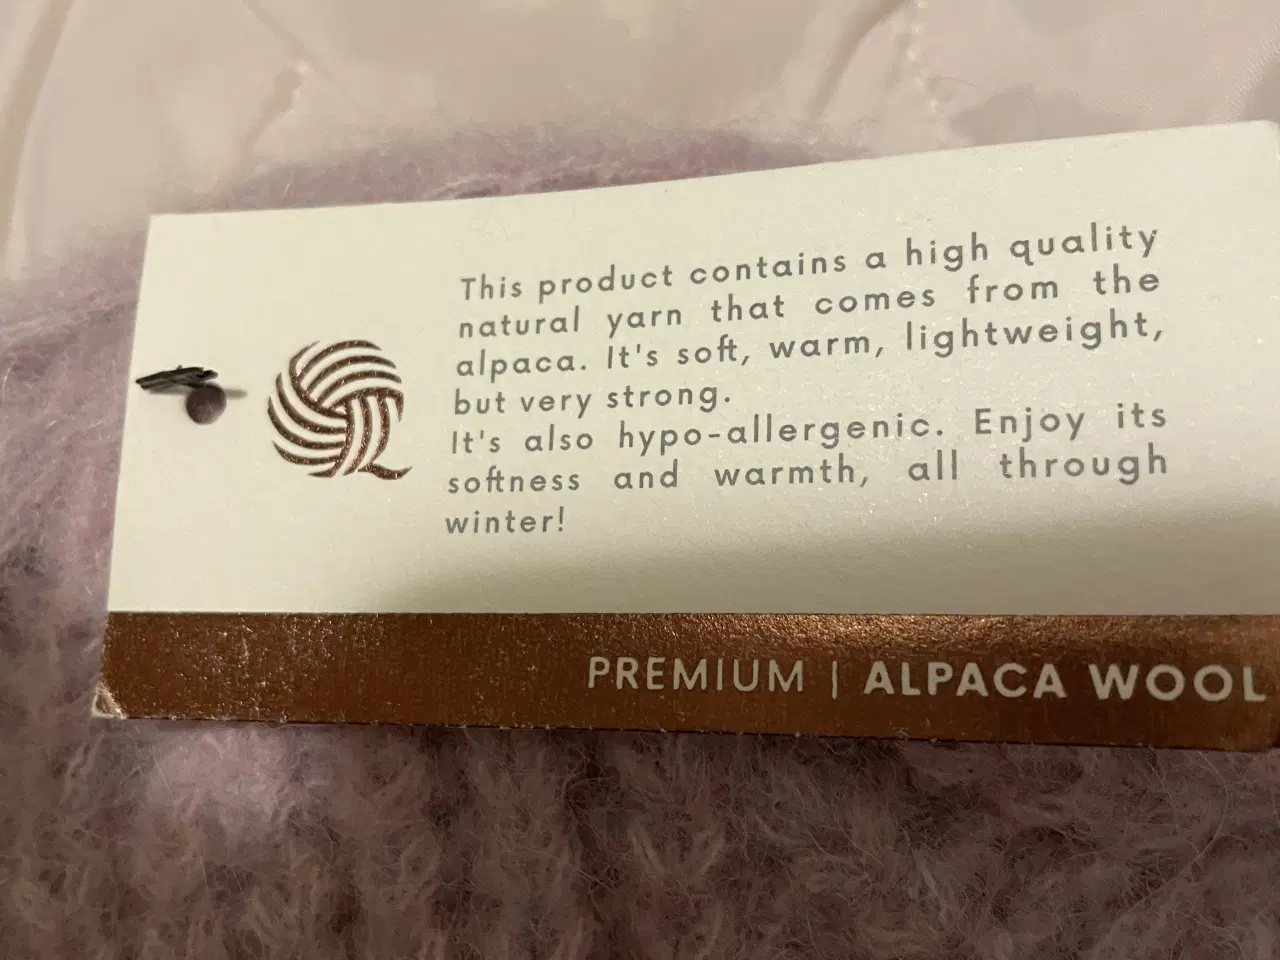 This product contains a high quality
natural yarn that comes from the
alpaca. It's soft, warm, lightweight,
but very strong.
It's also hypo-allergenic. Enjoy its
softness and warmth, all through
winter!
PREMIUM | ALPACA WOOL